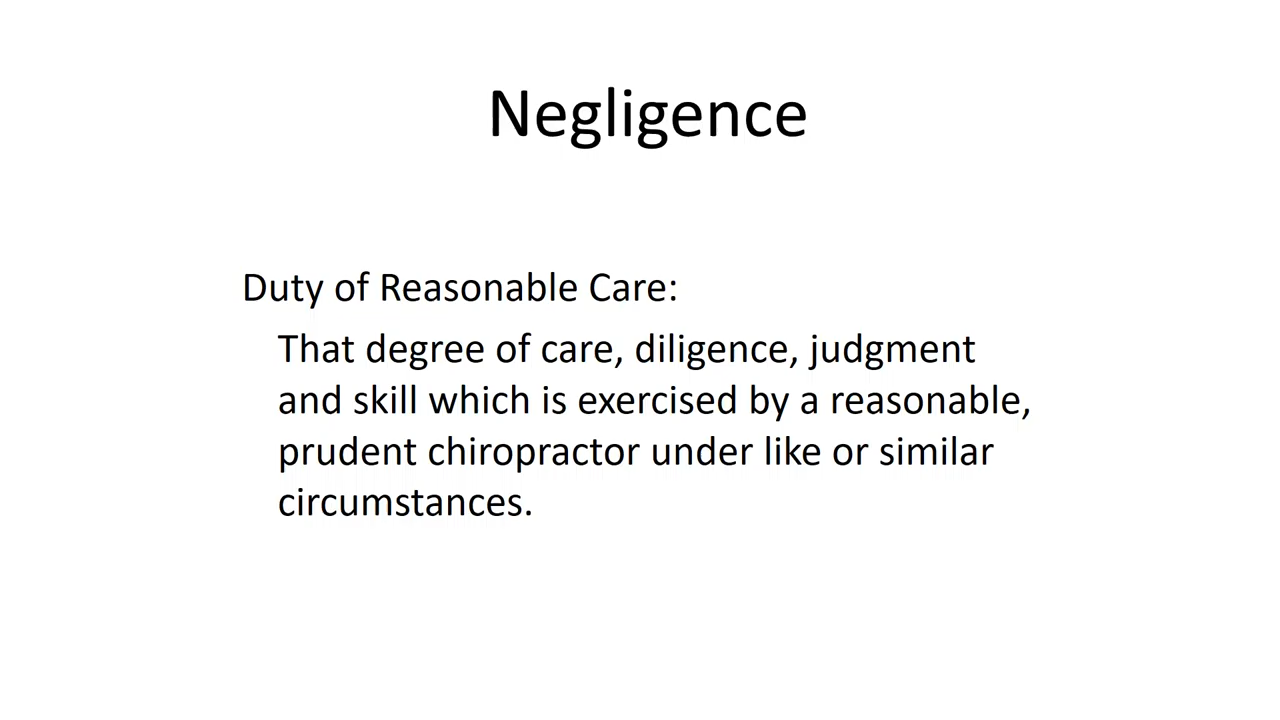 Negligence
Duty of Reasonable Care:
That degree of care, diligence, judgment
and skill which is exercised by a reasonable,
prudent chiropractor under like or similar
circumstances.